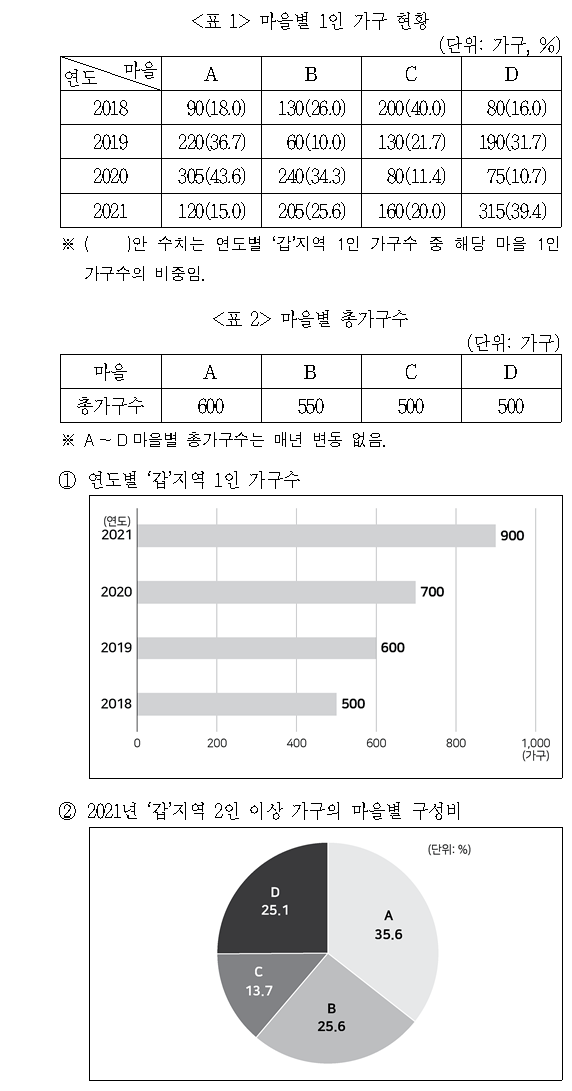 <표 1> 마을별 1인 가구 현황
(단위: 가구, %)
연도 마을 A B C D
2018 90(18.0) 130(26.0) 200(40.0) 80(16.0)
2019 220(36.7) 60(10.0) 130(21.7) 190(31.7)
2020 305(43.6) 240(34.3) 80(11.4) 75(10.7)
2021 120(15.0) 205(25.6) 160(20.0) 315(39.4)
※ ( )안 수치는 연도별 ‘갑’지역 1인 가구수 중 해당 마을 1인
가구수의 비중임.
<표 2> 마을별 총가구수
(단위: 가구)
마을 A B C D
총가구수 600 550 500 500
※ A~D마을별 총가구수는 매년 변동 없음.
① 연도별 ‘갑’지역 1인 가구수
(연도)
2021 900
2020 700
2019 600
2018 500
0 200 400 600 800 1,000
(가구)
② 2021년 ‘갑’지역 2인 이상 가구의 마을별 구성비
(단위: %)
D
25.1
A
35.6
C
13.7
B
25.6